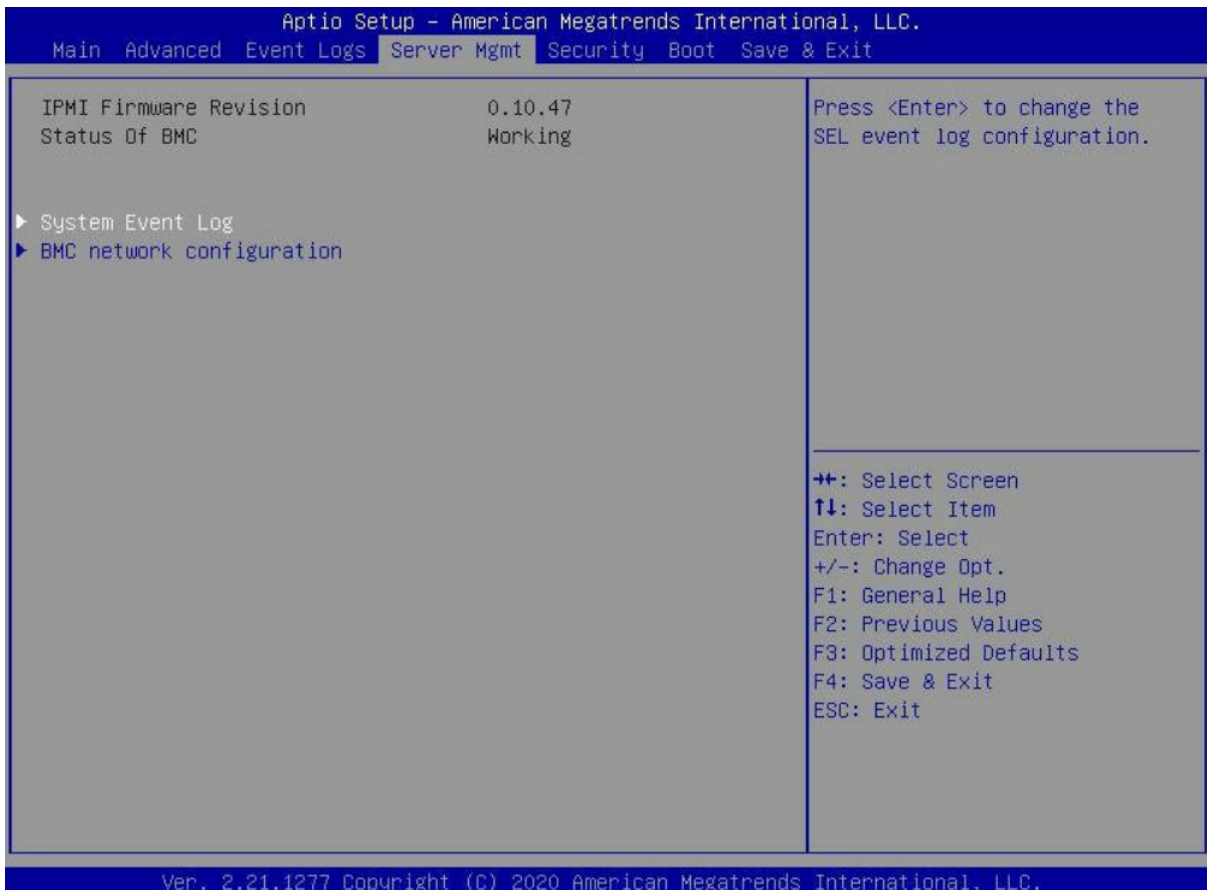 Aptio Setup – American Megatrends International, LLC.
Main Advanced Event Logs Server Mgmt Security Boot Save & Exit
IPMI Firmware Revision 0.10.47
Status Of BMC Working
▶ System Event Log
▶ BMC network configuration
Press <Enter> to change the
SEL event log configuration.
→←: Select Screen
↑↓: Select Item
Enter: Select
+/-: Change Opt.
F1: General Help
F2: Previous Values
F3: Optimized Defaults
F4: Save & Exit
ESC: Exit
Ver. 2.21.1277 Copyright (C) 2020 American Megatrends International, LLC.